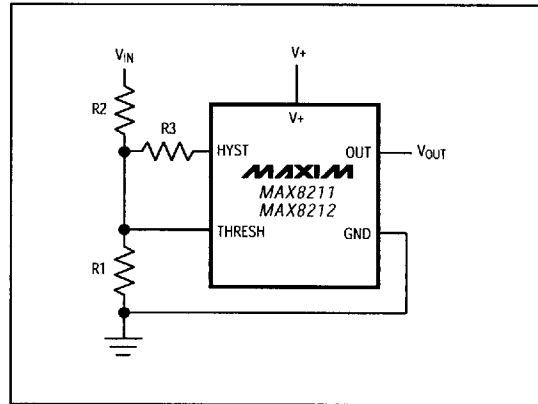 V+
VIN
R2
R3
V+
HYST
OUT
VOUT
MAXIM
MAX8211
MAX8212
THRESH
GND
R1